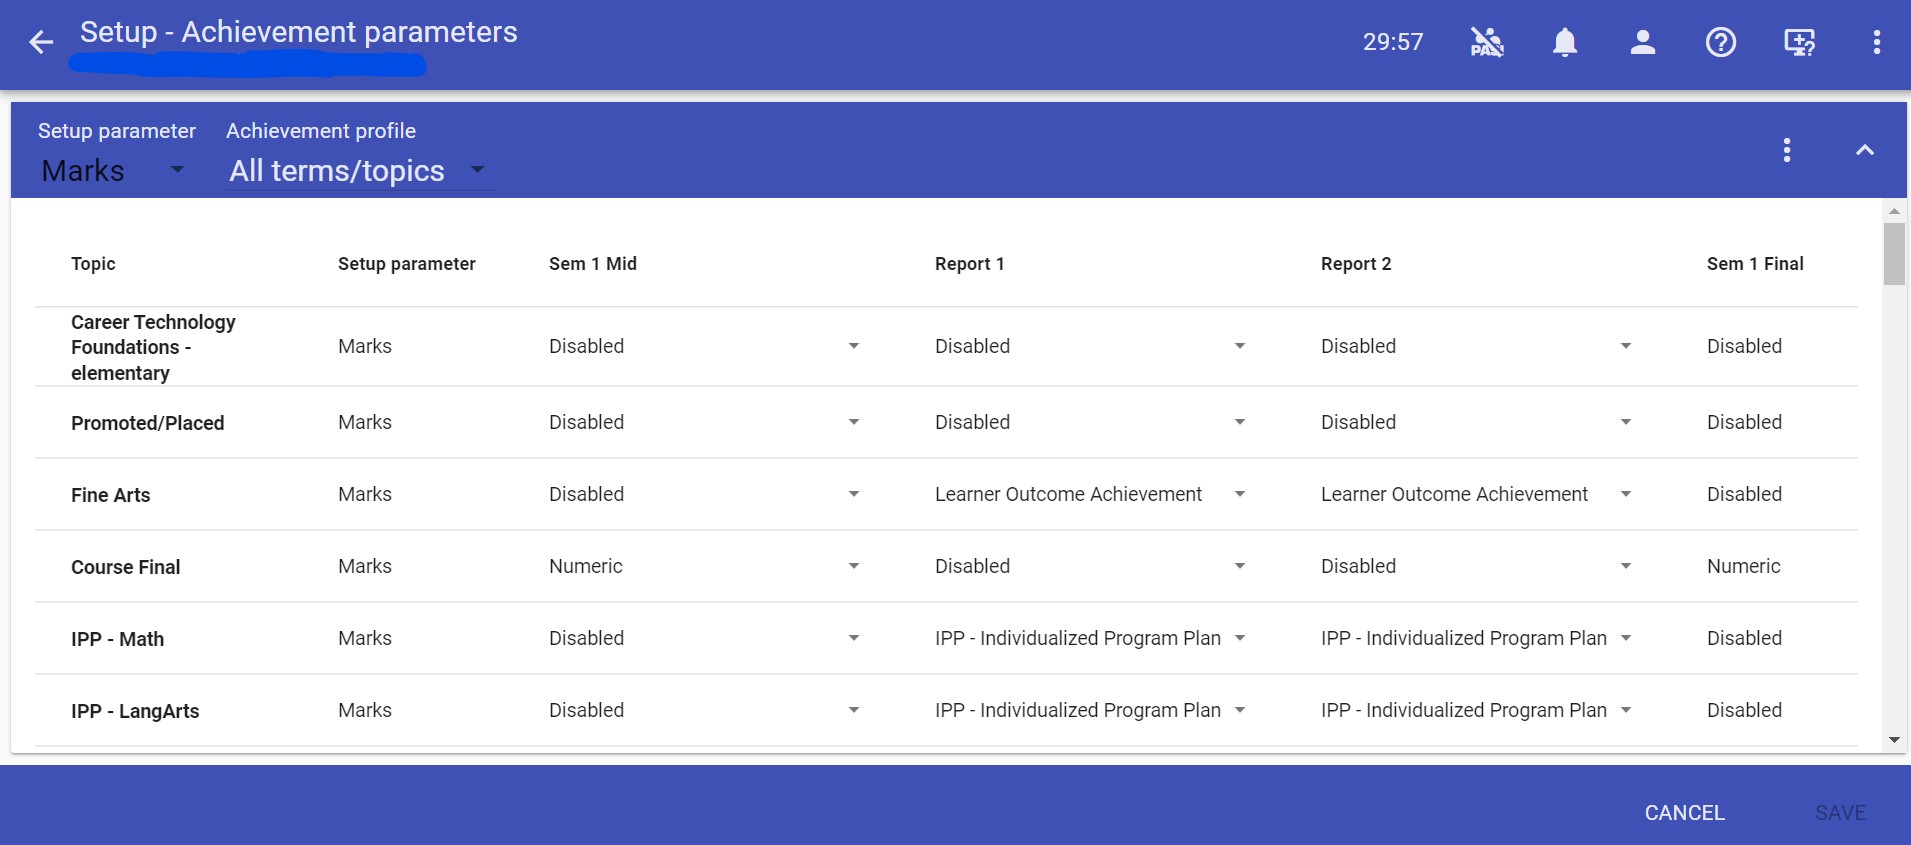 Setup - Achievement parameters
29:57
PASI
Setup parameter Achievement profile
Marks All terms/topics
Topic Setup parameter Sem 1 Mid Report 1 Report 2 Sem 1 Final
Career Technology
Foundations -
elementary
Marks Disabled Disabled Disabled Disabled
Promoted/Placed Marks Disabled Disabled Disabled Disabled
Fine Arts Marks Disabled Learner Outcome Achievement Learner Outcome Achievement Disabled
Course Final Marks Numeric Disabled Disabled Numeric
IPP - Math Marks Disabled IPP - Individualized Program Plan IPP - Individualized Program Plan Disabled
IPP - LangArts Marks Disabled IPP - Individualized Program Plan IPP - Individualized Program Plan Disabled
CANCEL SAVE